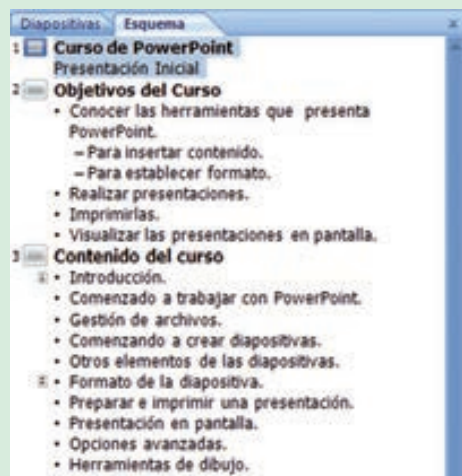 Diapositivas Esquema
1 Curso de PowerPoint
Presentación Inicial
2 Objetivos del Curso
• Conocer las herramientas que presenta
PowerPoint.
– Para insertar contenido.
– Para establecer formato.
• Realizar presentaciones.
• Imprimirlas.
• Visualizar las presentaciones en pantalla.
3 Contenido del curso
• Introducción.
• Comenzado a trabajar con PowerPoint.
• Gestión de archivos.
• Comenzando a crear diapositivas.
• Otros elementos de las diapositivas.
• Formato de la diapositiva.
• Preparar e imprimir una presentación.
• Presentación en pantalla.
• Opciones avanzadas.
• Herramientas de dibujo.